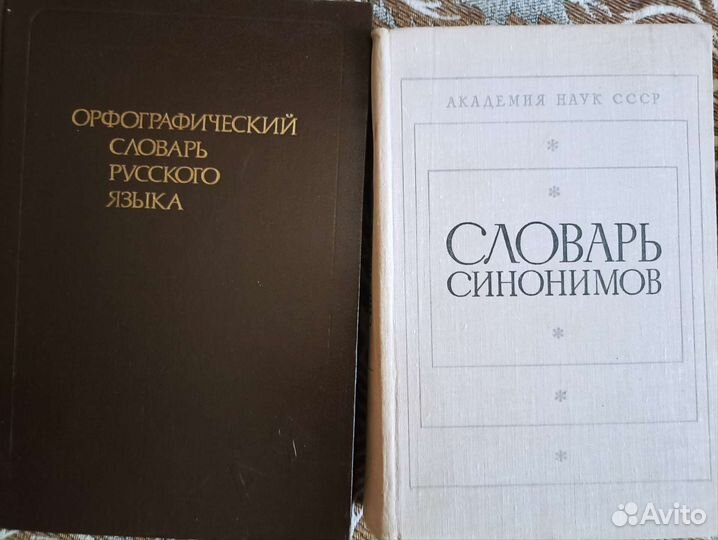 ОРФОГРАФИЧЕСКИЙ
СЛОВАРЬ
РУССКОГО
ЯЗЫКА
АКАДЕМИЯ НАУК СССР
СЛОВАРЬ
СИНОНИМОВ
Avito